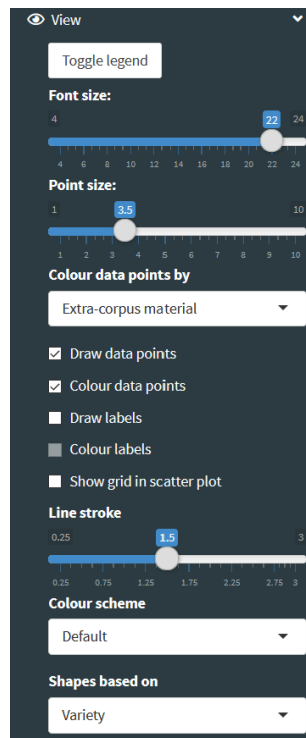 View
Toggle legend
Font size:
4 22 24
4 6 8 10 12 14 16 18 20 22 24
Point size:
1 3.5 10
1 2 3 4 5 6 7 8 9 10
Colour data points by
Extra-corpus material
Draw data points
Colour data points
Draw labels
Colour labels
Show grid in scatter plot
Line stroke
0.25 1.5 3
0.25 0.75 1.25 1.75 2.25 2.75 3
Colour scheme
Default
Shapes based on
Variety